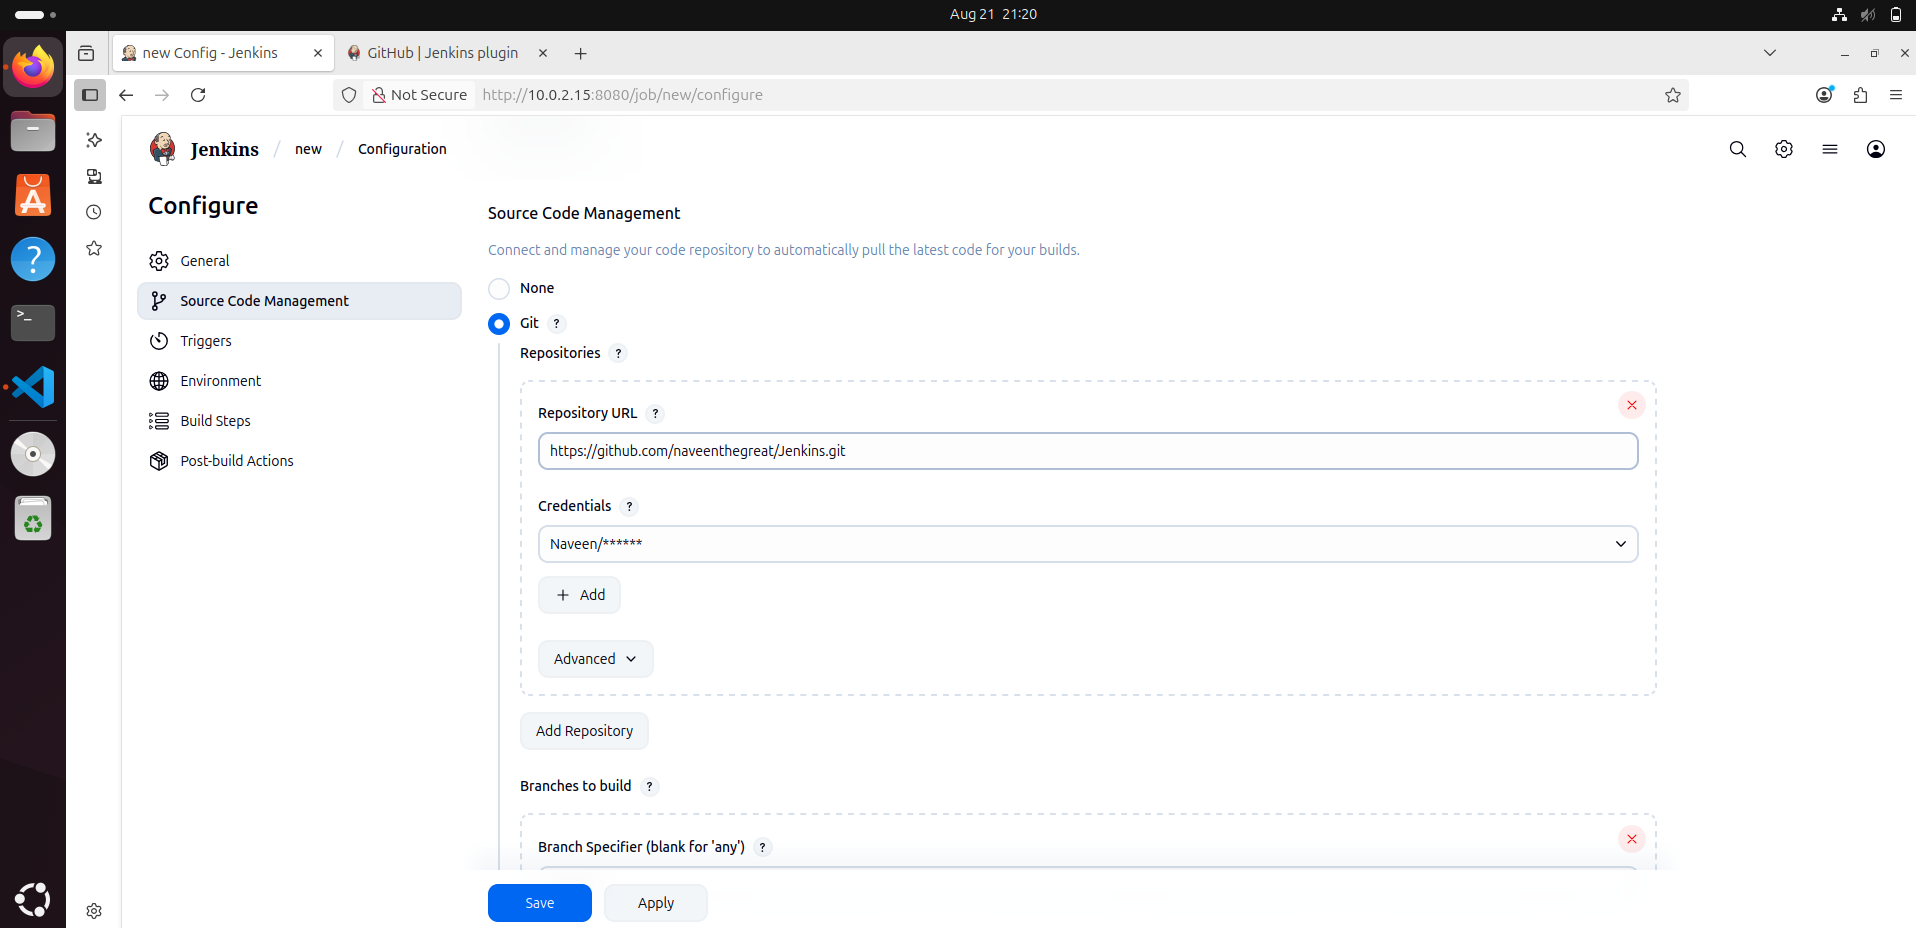 Aug 21 21:20
new Config - Jenkins
GitHub | Jenkins plugin
Not Secure
http://10.0.2.15:8080/job/new/configure
Jenkins / new / Configuration
Configure
General
Source Code Management
Triggers
Environment
Build Steps
Post-build Actions
Source Code Management
Connect and manage your code repository to automatically pull the latest code for your builds.
None
Git ?
Repositories ?
Repository URL ?
https://github.com/naveenthegreat/Jenkins.git
Credentials ?
Naveen/******
+ Add
Advanced
Add Repository
Branches to build ?
Branch Specifier (blank for 'any') ?
Save
Apply